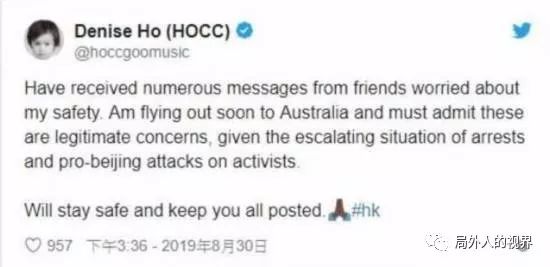 Denise Ho (HOCC)
@hoccgoomusic
Have received numerous messages from friends worried about
my safety. Am flying out soon to Australia and must admit these
are legitimate concerns, given the escalating situation of arrests
and pro-beijing attacks on activists.
Will stay safe and keep you all posted.🙏🏿#hk
957 下午3:36 - 2019年8月30日
局外人的视界